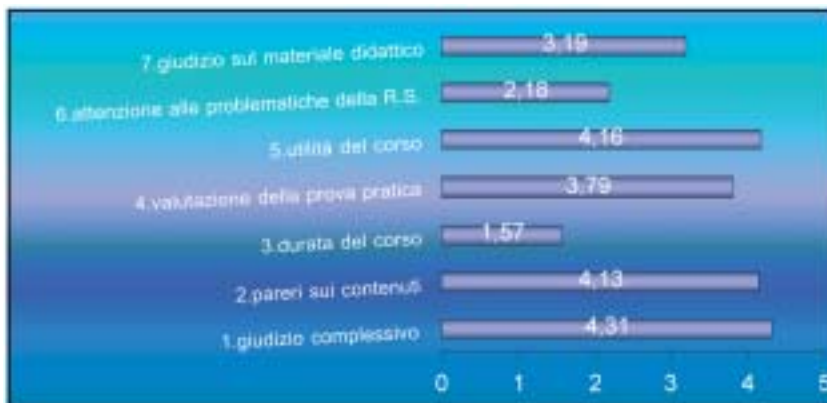 7.giudizio sul materiale didattico 3,19
6.attenzione alle problematiche della R.S. 2,18
5.utilità del corso 4,16
4.valutazione della prova pratica 3,79
3.durata del corso 1,57
2.pareri sui contenuti 4,13
1.giudizio complessivo 4,31
0 1 2 3 4 5